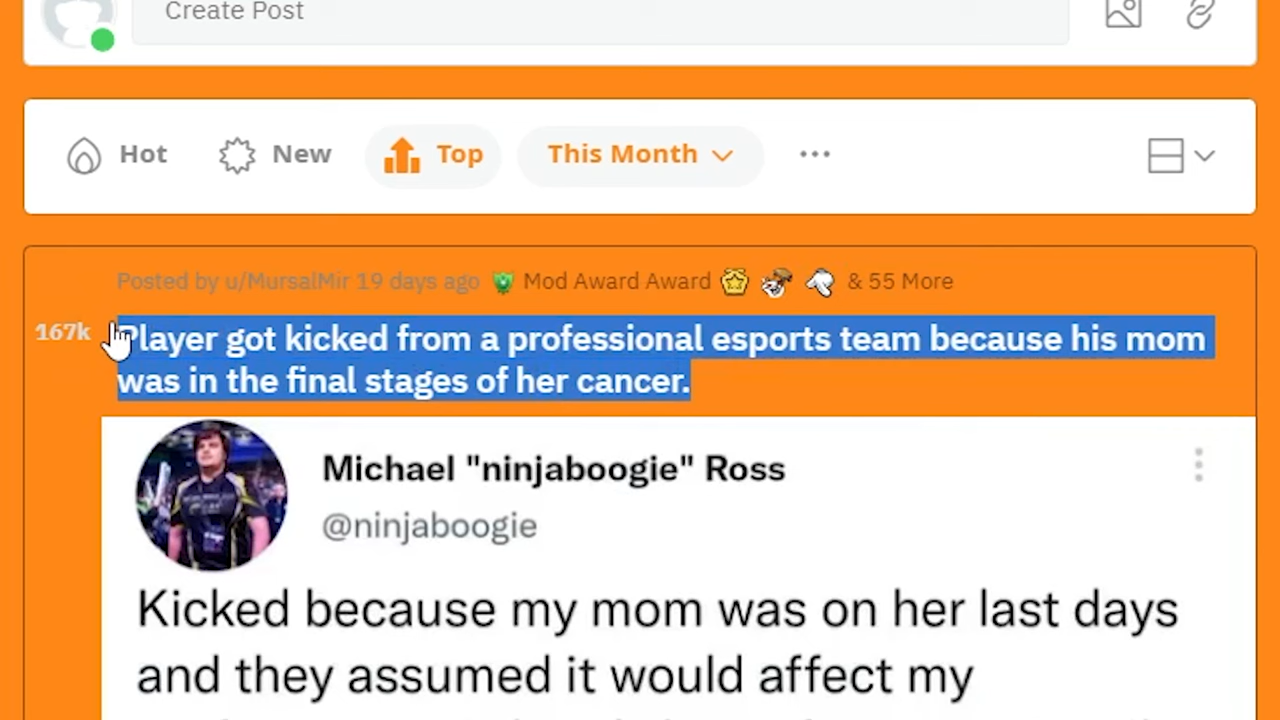 Create Post
Hot New Top This Month
Posted by u/MursalMir 19 days ago Mod Award Award & 55 More
167k
Player got kicked from a professional esports team because his mom
was in the final stages of her cancer.
Michael "ninjaboogie" Ross
@ninjaboogie
Kicked because my mom was on her last days
and they assumed it would affect my